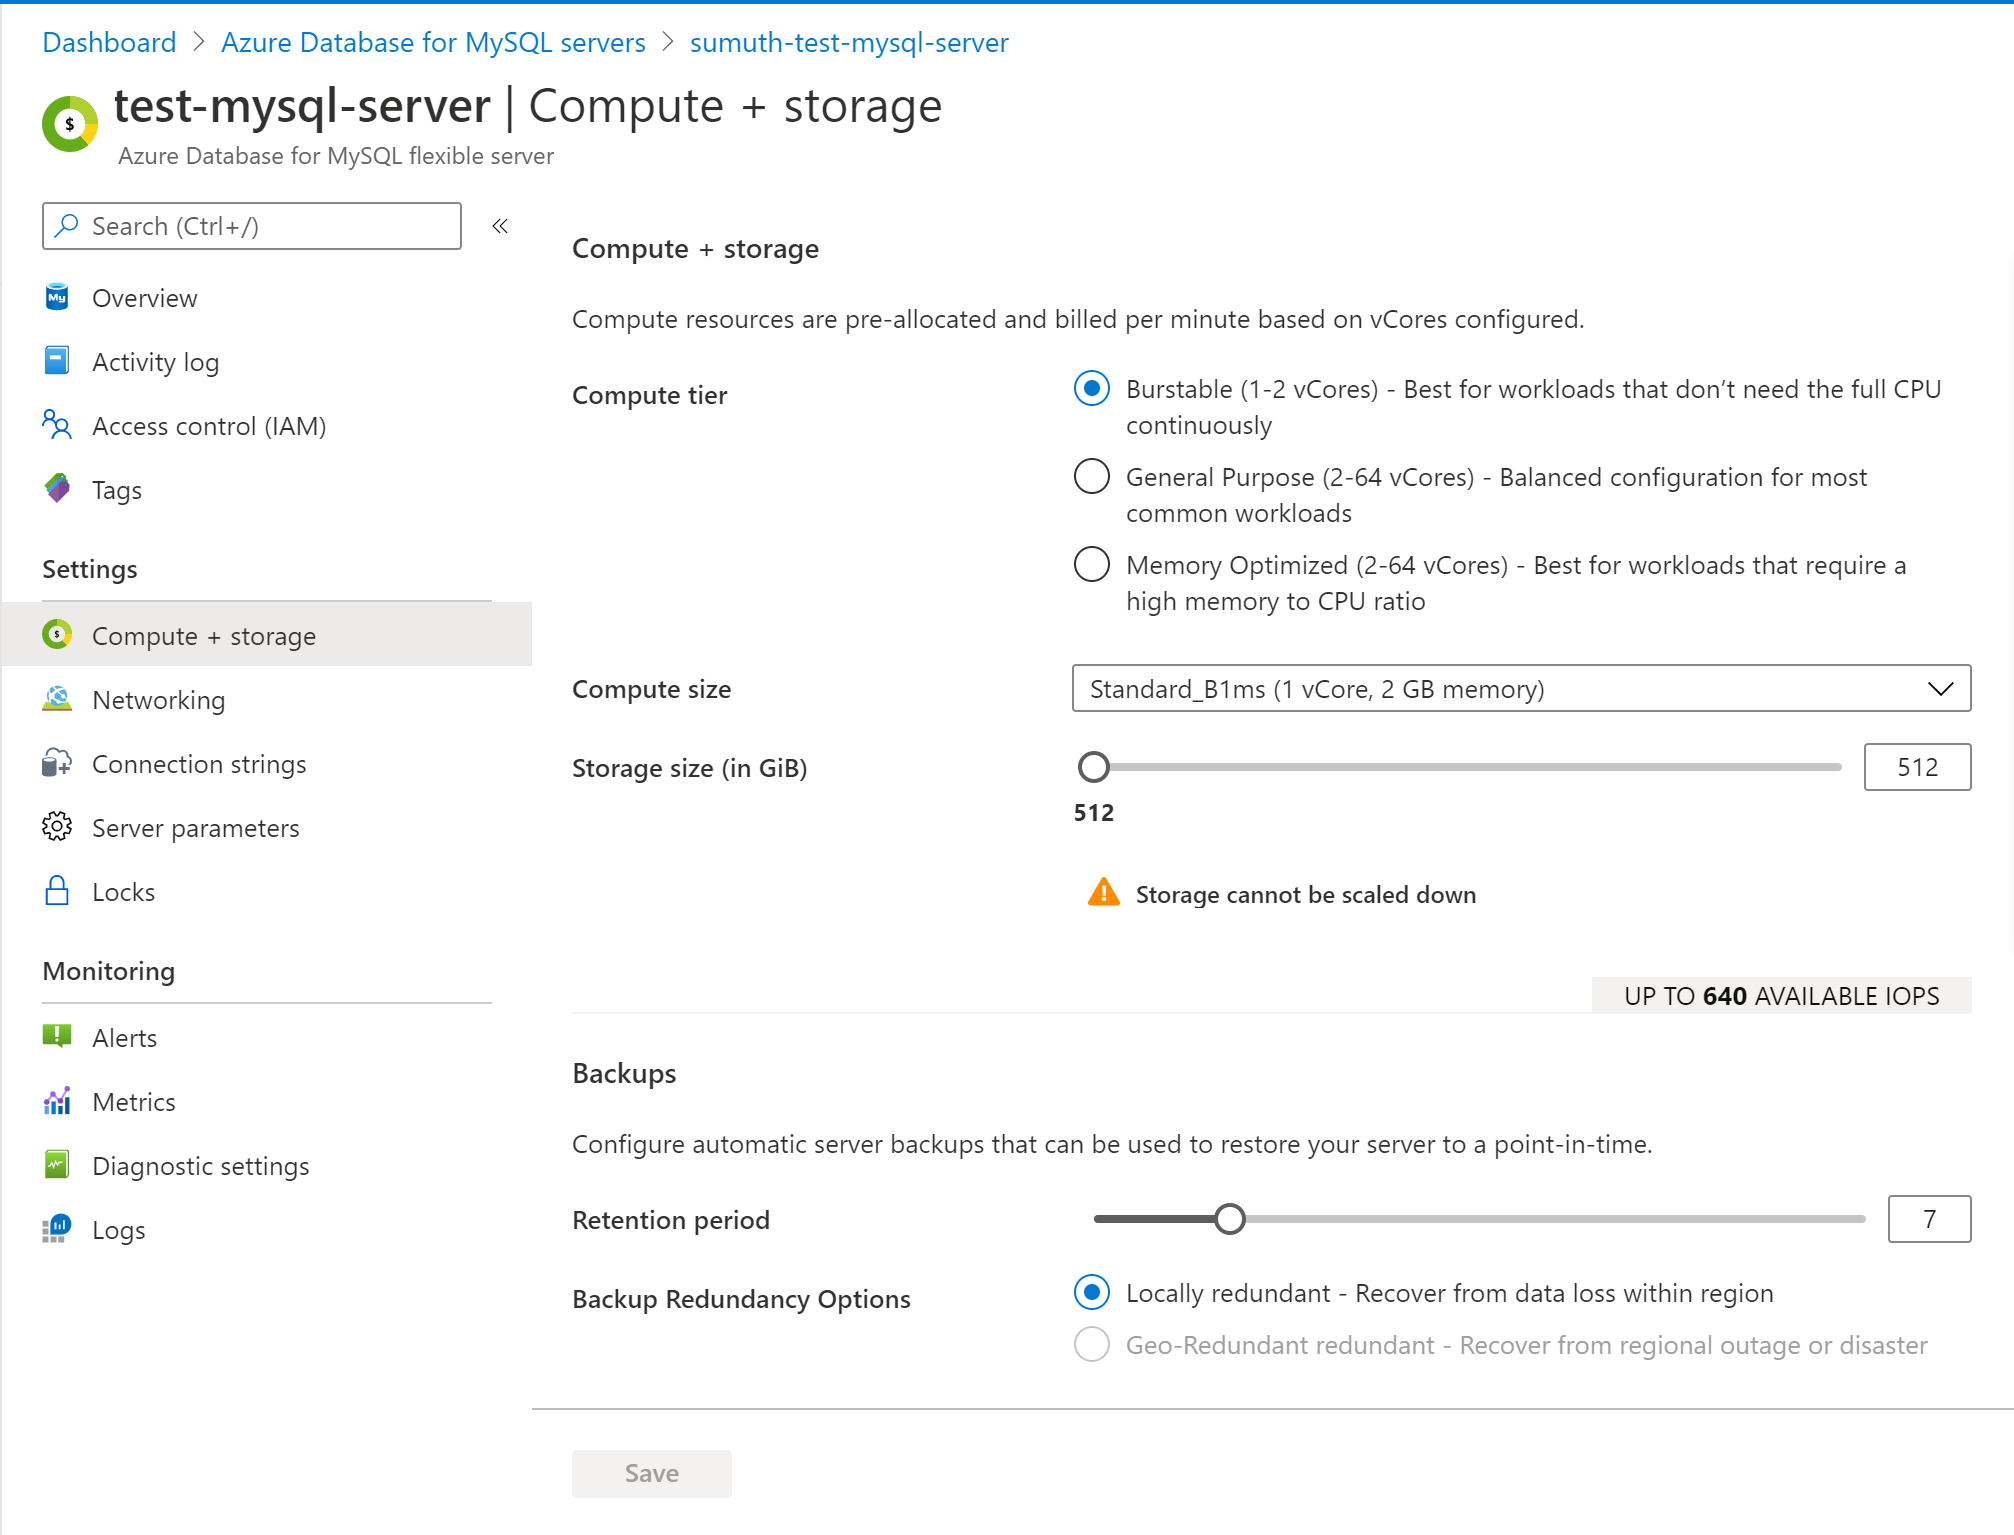 Dashboard > Azure Database for MySQL servers > sumuth-test-mysql-server
$
test-mysql-server | Compute + storage
Azure Database for MySQL flexible server
Search (Ctrl+/)
«
My
Overview
Activity log
Access control (IAM)
Tags
Settings
$
Compute + storage
Networking
Connection strings
Server parameters
Locks
Monitoring
Alerts
Metrics
Diagnostic settings
Logs
Compute + storage
Compute resources are pre-allocated and billed per minute based on vCores configured.
Compute tier
Burstable (1-2 vCores) - Best for workloads that don’t need the full CPU
continuously
General Purpose (2-64 vCores) - Balanced configuration for most
common workloads
Memory Optimized (2-64 vCores) - Best for workloads that require a
high memory to CPU ratio
Compute size
Standard_B1ms (1 vCore, 2 GB memory)
Storage size (in GiB)
512
512
Storage cannot be scaled down
UP TO 640 AVAILABLE IOPS
Backups
Configure automatic server backups that can be used to restore your server to a point-in-time.
Retention period
7
Backup Redundancy Options
Locally redundant - Recover from data loss within region
Geo-Redundant redundant - Recover from regional outage or disaster
Save